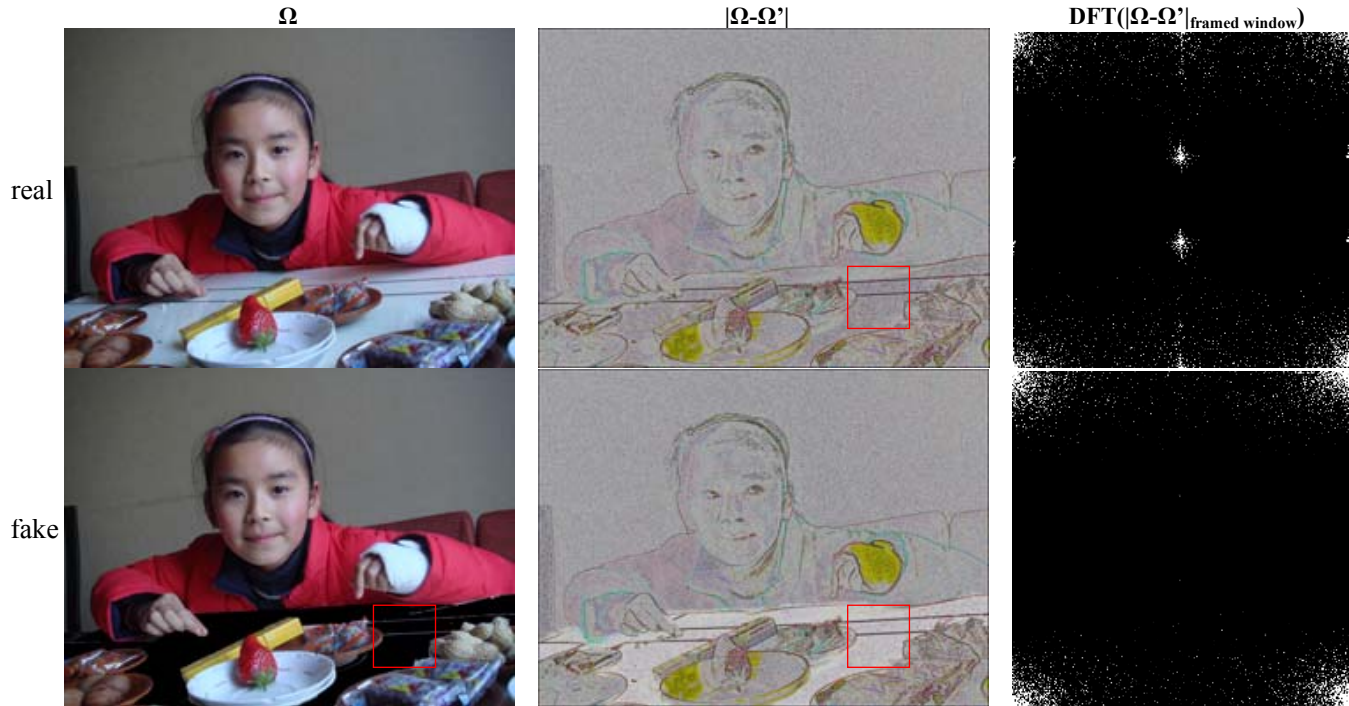 Ω
|Ω-Ω’|
DFT(|Ω-Ω’|framed window)
real
fake